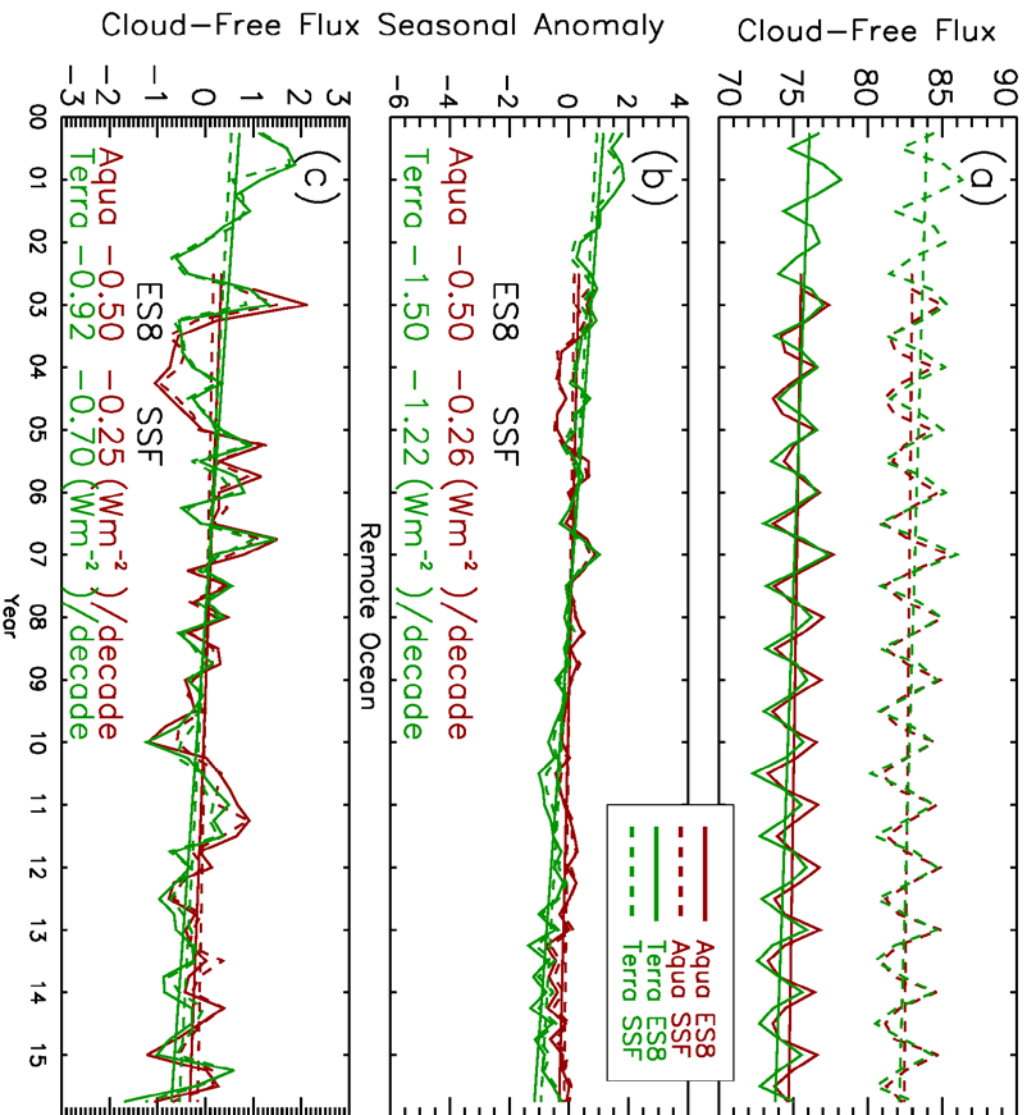 Cloud-Free Flux
90
85
80
75
70
(a)
Aqua ES8
Aqua SSF
Terra ES8
Terra SSF
Cloud-Free Flux Seasonal Anomaly
4
2
0
-2
-4
-6
(b)
ES8 SSF
Aqua -0.50 -0.26 (Wm⁻²)/decade
Terra -1.50 -1.22 (Wm⁻²)/decade
Remote Ocean
3
2
1
0
-1
-2
-3
(c)
ES8 SSF
Aqua -0.50 -0.25 (Wm⁻²)/decade
Terra -0.92 -0.70 (Wm⁻²)/decade
00 01 02 03 04 05 06 07 08 09 10 11 12 13 14 15
Year